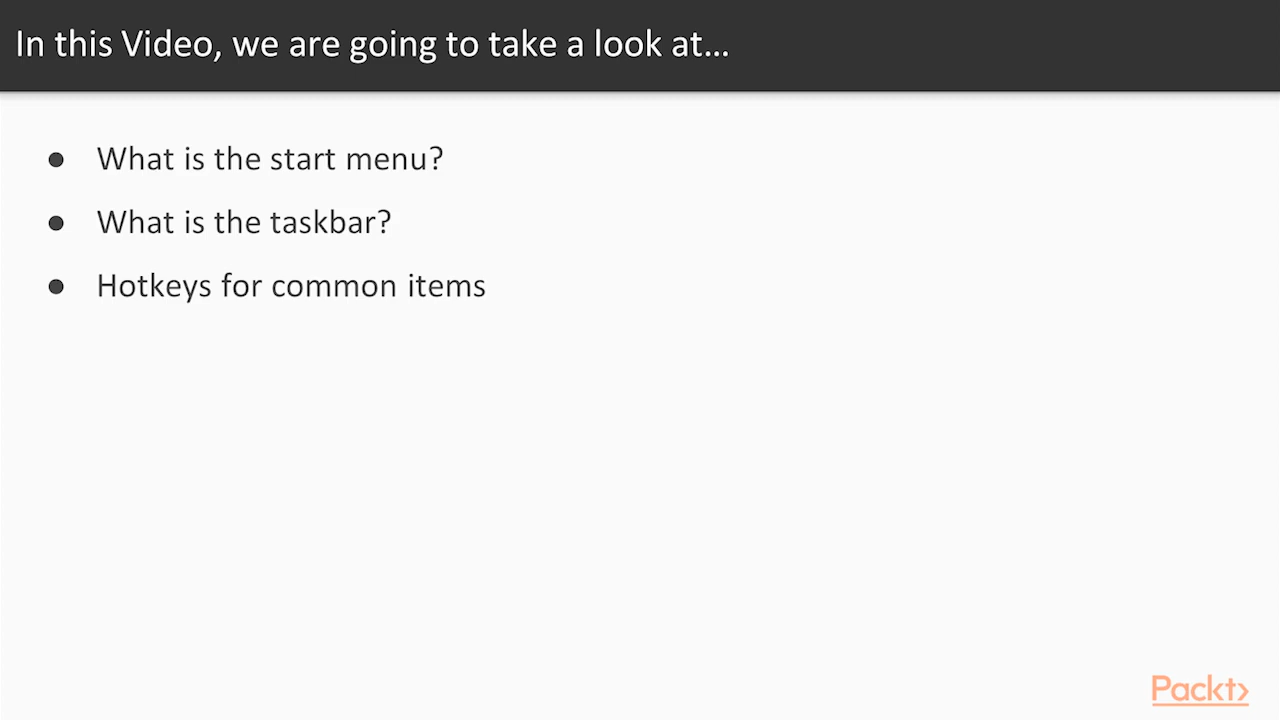 In this Video, we are going to take a look at...
● What is the start menu?
● What is the taskbar?
● Hotkeys for common items
Packt>